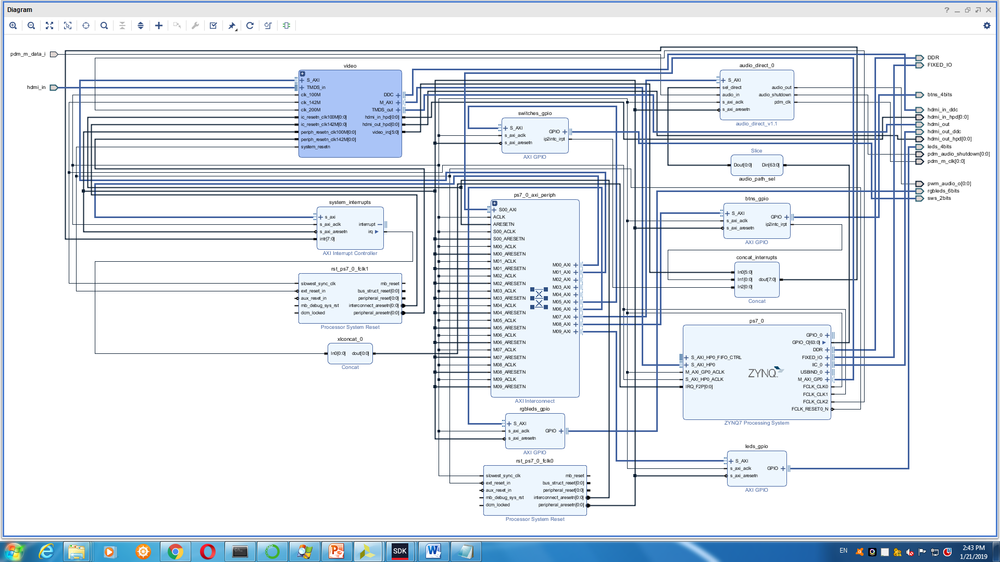 Diagram
pdm_m_data_i
hdmi_in
video
S_AXI
TMDS_in
clk_100M
clk_142M
clk_200M
ic_resetn_clk100M[0:0]
ic_resetn_clk142M[0:0]
periph_resetn_clk100M[0:0]
periph_resetn_clk142M[0:0]
system_resetn
DDC
M_AXI
TMDS_out
hdmi_in_hpd[0:0]
hdmi_out_hpd[0:0]
video_irq[5:0]
system_interrupts
s_axi
s_axi_aclk
s_axi_aresetn
intr[7:0]
interrupt
irq
AXI Interrupt Controller
rst_ps7_0_fclk1
slowest_sync_clk
ext_reset_in
aux_reset_in
mb_debug_sys_rst
dcm_locked
mb_reset
bus_struct_reset[0:0]
peripheral_reset[0:0]
interconnect_aresetn[0:0]
peripheral_aresetn[0:0]
Processor System Reset
xlconcat_0
In0[0:0]
dout[0:0]
Concat
switches_gpio
S_AXI
s_axi_aclk
s_axi_aresetn
GPIO
ip2intc_irpt
AXI GPIO
ps7_0_axi_periph
S00_AXI
ACLK
ARESETN
S00_ACLK
S00_ARESETN
M00_ACLK
M00_ARESETN
M01_ACLK
M01_ARESETN
M02_ACLK
M02_ARESETN
M03_ACLK
M03_ARESETN
M04_ACLK
M04_ARESETN
M05_ACLK
M05_ARESETN
M06_ACLK
M06_ARESETN
M07_ACLK
M07_ARESETN
M08_ACLK
M08_ARESETN
M09_ACLK
M09_ARESETN
M00_AXI
M01_AXI
M02_AXI
M03_AXI
M04_AXI
M05_AXI
M06_AXI
M07_AXI
M08_AXI
M09_AXI
AXI Interconnect
rgbleds_gpio
S_AXI
s_axi_aclk
s_axi_aresetn
GPIO
AXI GPIO
rst_ps7_0_fclk0
slowest_sync_clk
ext_reset_in
aux_reset_in
mb_debug_sys_rst
dcm_locked
mb_reset
bus_struct_reset[0:0]
peripheral_reset[0:0]
interconnect_aresetn[0:0]
peripheral_aresetn[0:0]
Processor System Reset
audio_direct_0
S_AXI
sel_direct
audio_in
s_axi_aclk
s_axi_aresetn
audio_out
audio_shutdown
pdm_clk
audio_direct_v1.1
Slice
Dout[0:0]
Din[63:0]
audio_path_sel
btns_gpio
S_AXI
s_axi_aclk
s_axi_aresetn
GPIO
ip2intc_irpt
AXI GPIO
concat_interrupts
In0[5:0]
In1[0:0]
In2[0:0]
dout[7:0]
Concat
ps7_0
S_AXI_HP0_FIFO_CTRL
S_AXI_HP0
M_AXI_GP0_ACLK
S_AXI_HP0_ACLK
IRQ_F2P[0:0]
ZYNQ
GPIO_0
GPIO_O[63:0]
DDR
FIXED_IO
IIC_0
USBIND_0
M_AXI_GP0
FCLK_CLK0
FCLK_CLK1
FCLK_CLK2
FCLK_RESET0_N
ZYNQ7 Processing System
leds_gpio
S_AXI
s_axi_aclk
s_axi_aresetn
GPIO
AXI GPIO
DDR
FIXED_IO
btns_4bits
hdmi_in_ddc
hdmi_in_hpd[0:0]
hdmi_out
hdmi_out_ddc
hdmi_out_hpd[0:0]
leds_4bits
pdm_audio_shutdown[0:0]
pdm_m_clk[0:0]
pwm_audio_o[0:0]
rgbleds_6bits
sws_2bits
SDK
EN
2:43 PM
1/21/2019